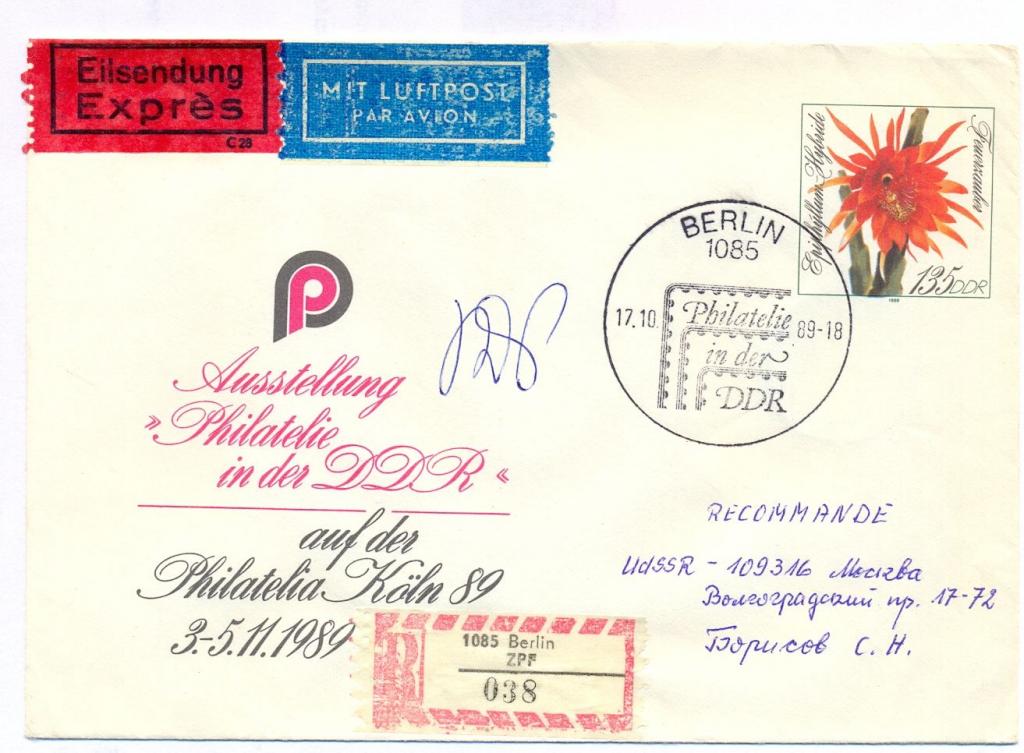 Eilsendung
Exprès
C 28
MIT LUFTPOST
PAR AVION
Epiphyllum-Hybride
Feuerzauber
135 DDR
1989
BERLIN
1085
17.10. 89-18
Philatelie
in der
DDR
Ausstellung
»Philatelie
in der DDR«
auf der
Philatelia Köln 89
3-5.11.1989
RECOMMANDE
UdSSR - 109316 Москва
Волгоградский пр. 17-72
Борисов С. Н.
R
1085 Berlin
ZPF
038